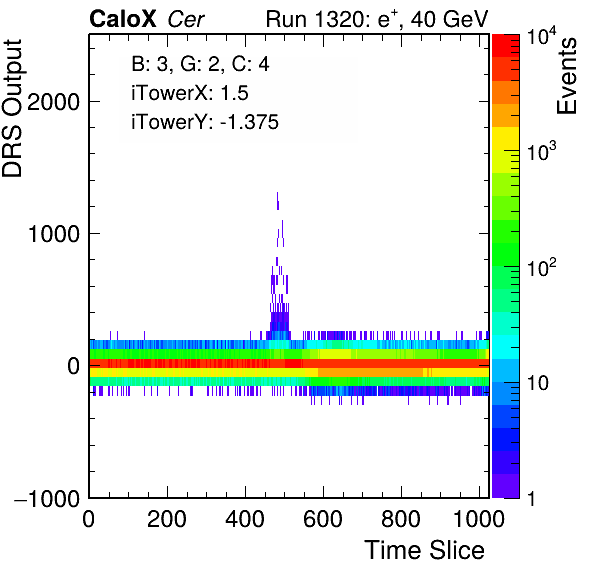 CaloX Cer Run 1320: e⁺, 40 GeV
B: 3, G: 2, C: 4
iTowerX: 1.5
iTowerY: -1.375
DRS Output
2000
1000
0
−1000
0 200 400 600 800 1000
Time Slice
Events
10⁴
10³
10²
10
1